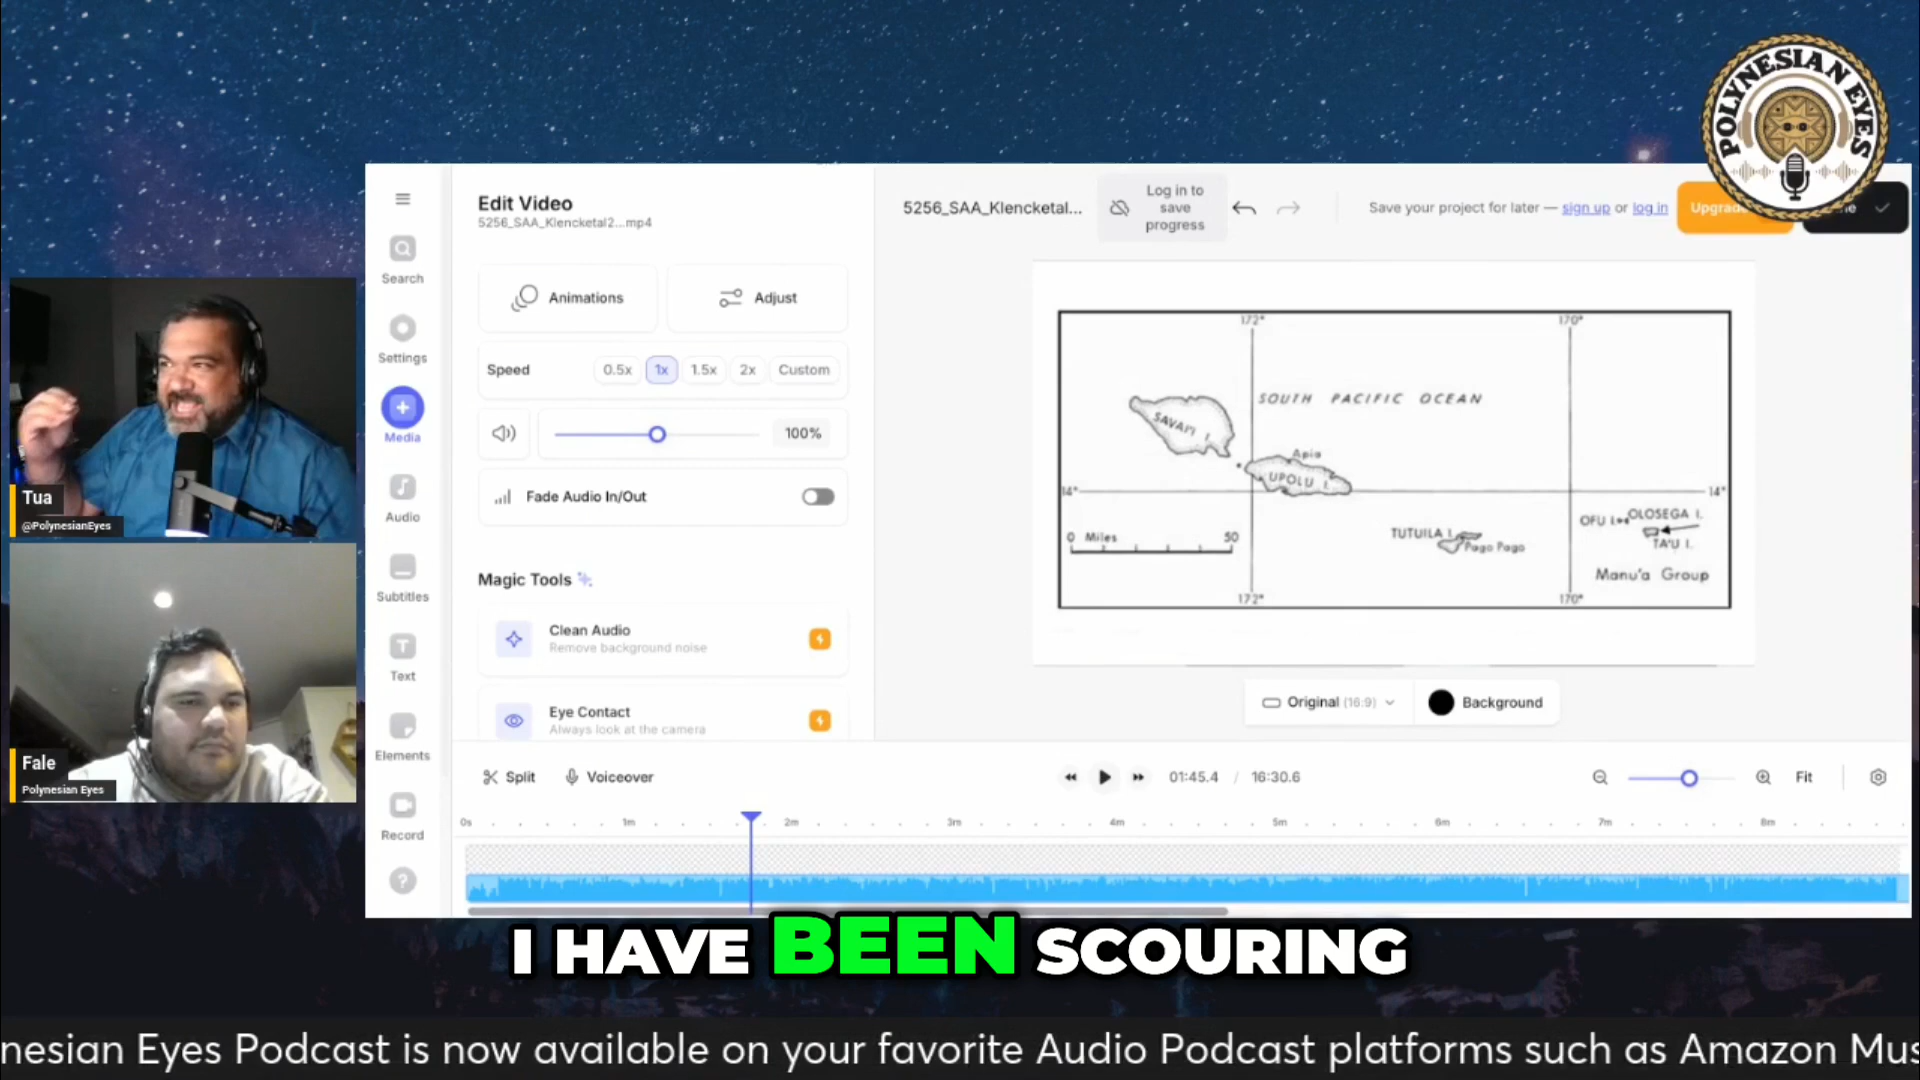 POLYNESIAN EYES
Edit Video
5256_SAA_Klencketal2...mp4
5256_SAA_Klencketal...
Log in to
save
progress
Save your project for later — sign up or log in
Search
Settings
Media
Audio
Subtitles
Text
Elements
Record
?
Animations
Adjust
Speed
0.5x
1x
1.5x
2x
Custom
100%
Fade Audio In/Out
Magic Tools
Clean Audio
Remove background noise
Eye Contact
Always look at the camera
172°
170°
SOUTH PACIFIC OCEAN
SAVAI'I I.
Apia
UPOLU I.
14°
14°
OFU I.
OLOSEGA I.
TUTUILA I.
Pago Pago
TA'U I.
0 Miles 50
Manu'a Group
172°
170°
Original (16:9)
Background
Split
Voiceover
01:45.4 / 16:30.6
Fit
0s
1m
2m
3m
4m
5m
6m
7m
8m
Tua
@PolynesianEyes
Fale
Polynesian Eyes
I HAVE BEEN SCOURING
nesian Eyes Podcast is now available on your favorite Audio Podcast platforms such as Amazon Mus